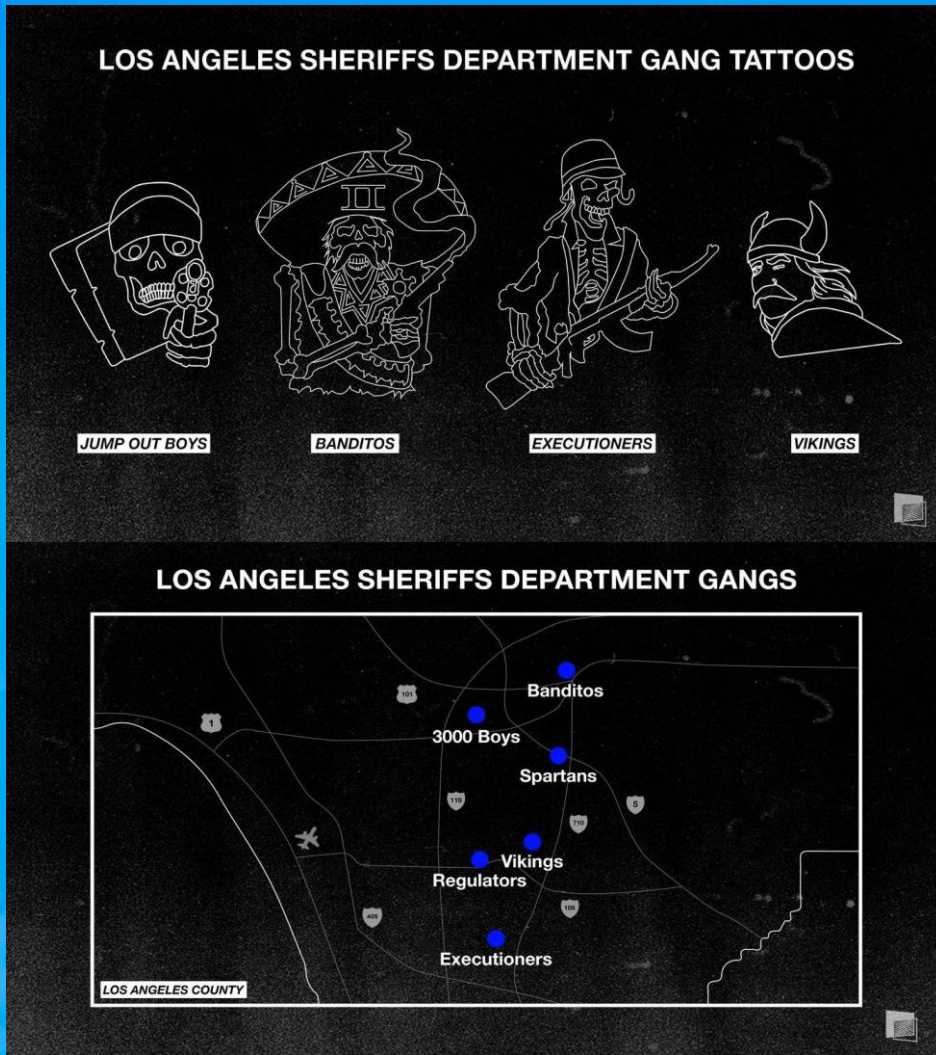 LOS ANGELES SHERIFFS DEPARTMENT GANG TATTOOS
II
JUMP OUT BOYS
BANDITOS
EXECUTIONERS
VIKINGS
LOS ANGELES SHERIFFS DEPARTMENT GANGS
Banditos
101
1
3000 Boys
Spartans
110
5
710
Vikings
Regulators
405
105
Executioners
LOS ANGELES COUNTY